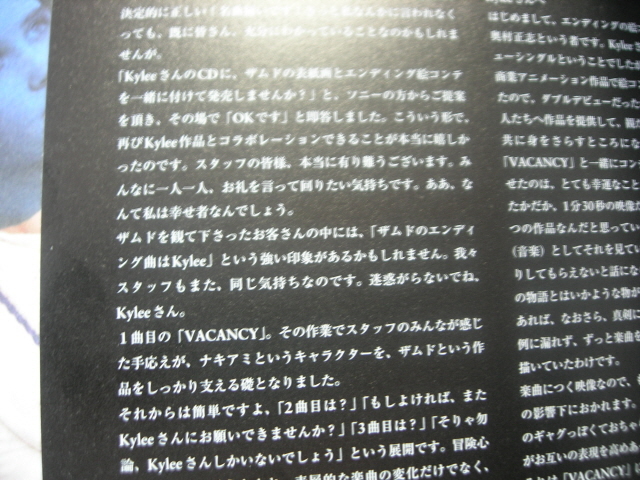 決定的に正しい!
っても、既に皆さん、充分にわかっていることなのかもしれま
せんが。
「KyleeさんのCDに、ザムドの表紙画とエンディング絵コンテ
を一緒に付けて発売しませんか?」と、ソニーの方からご提案
を頂き、その場で「OKです」と即答しました。こういう形で、
再びKylee作品とコラボレーションできることが本当に嬉しか
ったのです。スタッフの皆様、本当に有り難うございます。み
んなに一人一人、お礼を言って回りたい気持ちです。ああ、な
んて私は幸せ者なんでしょう。
ザムドを観て下さったお客さんの中には、「ザムドのエンディ
ング曲はKylee」という強い印象があるかもしれません。我々
スタッフもまた、同じ気持ちなのです。迷惑がらないでね、
Kyleeさん。
1曲目の「VACANCY」。その作業でスタッフのみんなが感じ
た手応えが、ナキアミというキャラクターを、ザムドという作
品をしっかり支える礎となりました。
それからは簡単ですよ、「2曲目は?」「もしよければ、また
Kyleeさんにお願いできませんか?」「3曲目は?」「そりゃ勿
論、Kyleeさんしかいないでしょう」という展開です。冒険心
な楽曲の変化だけでなく、
Kyleeさんへ
はじめまして、エンディングの絵
奥村正志という者です。Kylee
ューシングルということでしたが
商業アニメーション作品で絵コ
たので、ダブルデビューだった
人たちへ作品を提供して、面
共に身をさらすところにな
「VACANCY」と一緒にコン
せたのは、とても幸運なこと
たかだか、1分30秒の映像だ
つの作品なんだと思ってい
(音楽)としてそれを見てい
りしてもらえないと話にな
の物語とはいかような物が
あれば、なおさら、真剣に
例に漏れず、ずっと楽曲を
描いていたわけです。
楽曲につく映像なので、
の影響下におかれます。
のギャグっぽくておちゃ
がお互いの表現を高めあ
「VACANCY」は